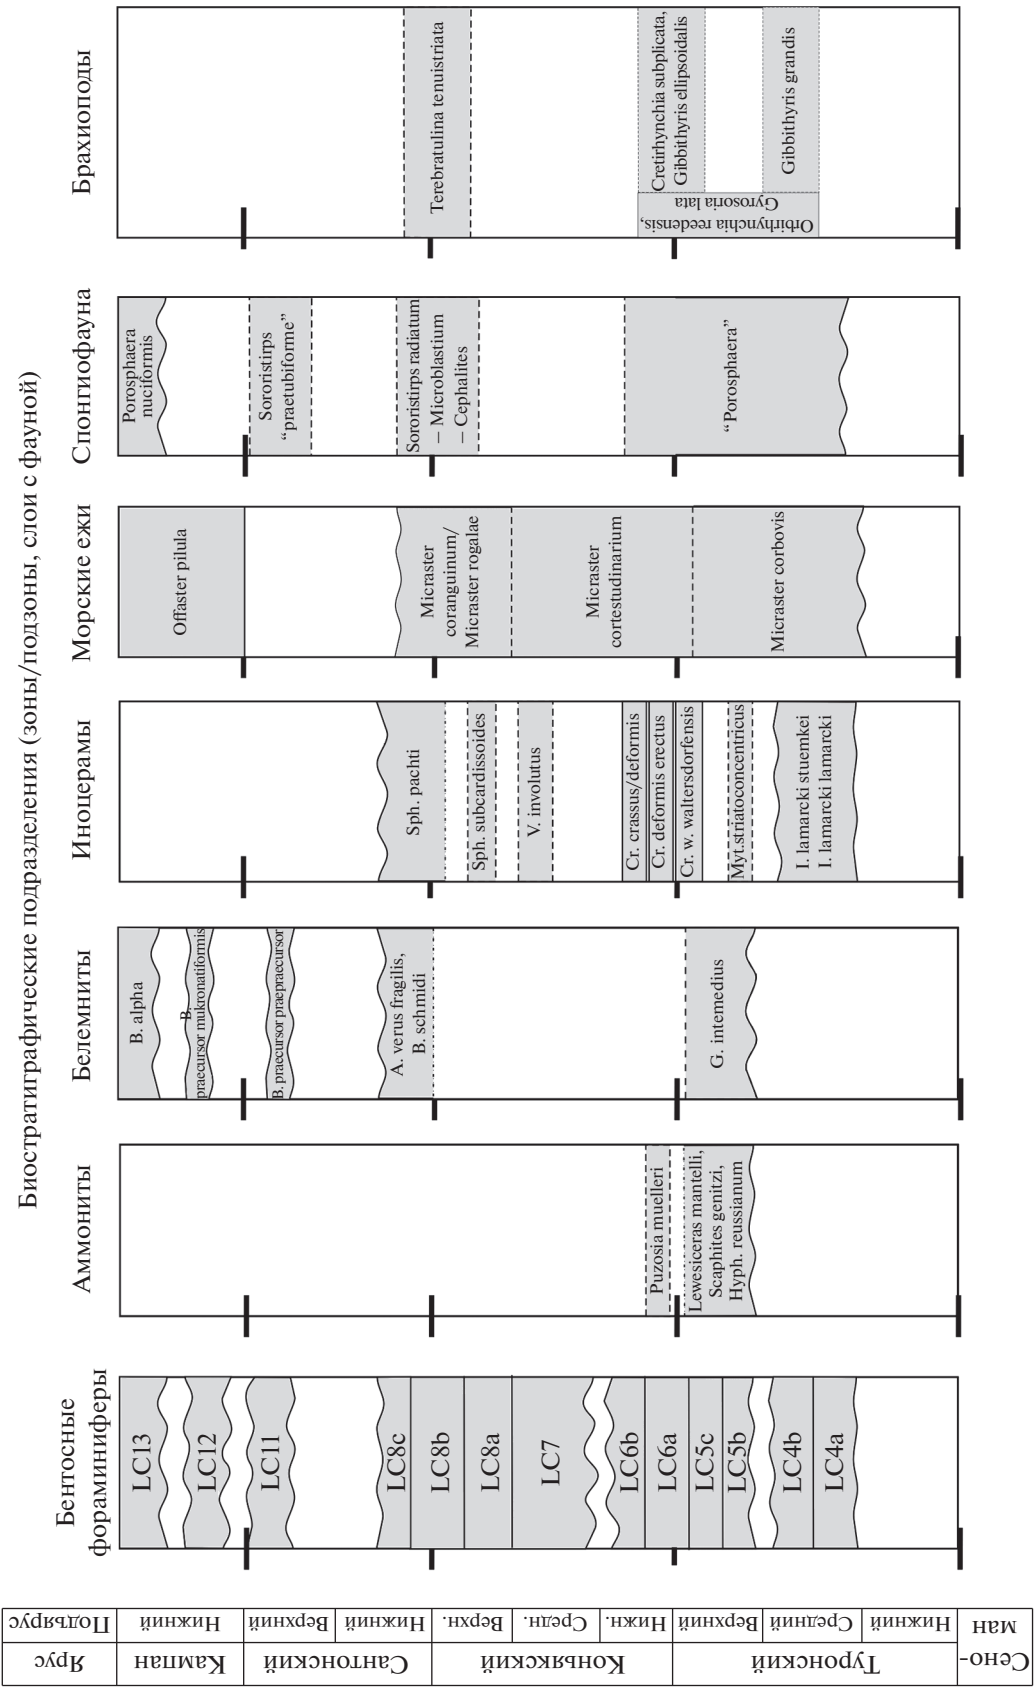 Биостратиграфические подразделения (зоны/подзоны, слои с фауной)
Ярус
Подъярус
Кампан
Нижний
Сантонский
Верхний
Нижний
Коньякский
Верхн.
Средн.
Нижн.
Туронский
Верхний
Средний
Нижний
Сено-
ман
Бентосные
фораминиферы
LC13
LC12
LC11
LC8c
LC8b
LC8a
LC7
LC6b
LC6a
LC5c
LC5b
LC4b
LC4a
Аммониты
Puzosia muelleri
Lewesiceras mantelli,
Scaphites genitzi,
Hyph. reussianum
Белемниты
B. alpha
B.
praecursor mukronatiformis
B. praecursor praepraecursor
A. verus fragilis,
B. schmidi
G. intemedius
Иноцерамы
Sph. pachti
Sph. subcardissoides
V. involutus
Cr. crassus/deformis
Cr. deformis erectus
Cr. w. waltersdorfensis
Myt.striatoconcentricus
I. lamarcki stuemkei
I. lamarcki lamarcki
Морские ежи
Offaster pilula
Micraster
coranguinum/
Micraster rogalae
Micraster
cortestudinarium
Micraster corbovis
Спонгиофауна
Porosphaera
nuciformis
Sororistirps
“praetubiforme”
Sororistirps radiatum
– Microblastium
– Cephalites
“Porosphaera”
Брахиоподы
Terebratulina tenuistriata
Cretirhynchia subplicata,
Gibbithyris ellipsoidalis
Gibbithyris grandis
Orbirhynchia reedensis,
Gyrosoria lata